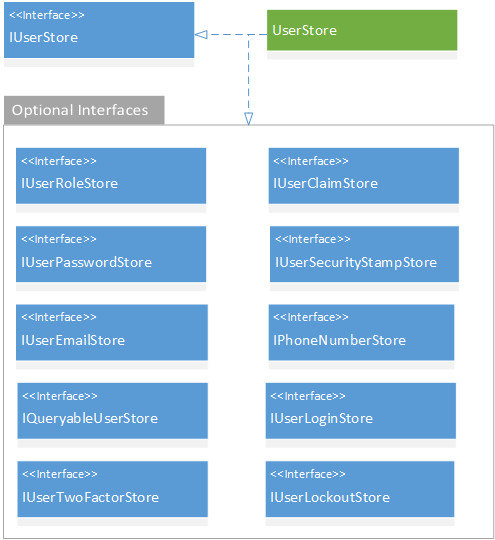 <<Interface>>
IUserStore
UserStore
Optional Interfaces
<<Interface>>
IUserRoleStore
<<Interface>>
IUserClaimStore
<<Interface>>
IUserPasswordStore
<<Interface>>
IUserSecurityStampStore
<<Interface>>
IUserEmailStore
<<Interface>>
IPhoneNumberStore
<<Interface>>
IQueryableUserStore
<<Interface>>
IUserLoginStore
<<Interface>>
IUserTwoFactorStore
<<Interface>>
IUserLockoutStore